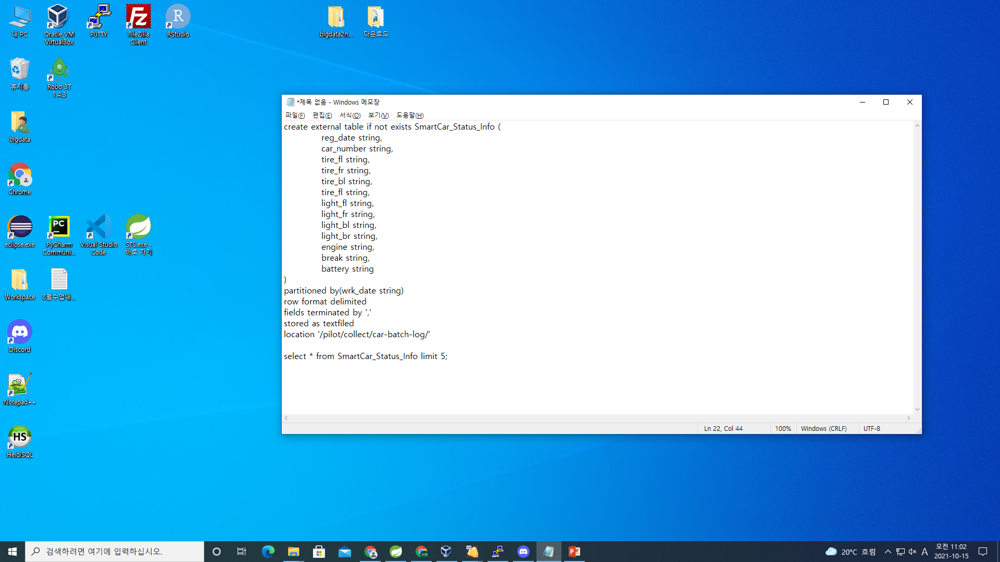 내 PC
Oracle VM
VirtualBox
PuTTY
FileZilla
Client
RStudio
bigdata2n...
다운로드
휴지통
Robo 3T
1.4.3
bigdata
Chrome
eclipse.exe
PyCharm
Communi...
Visual Studio
Code
STS.exe -
바로 가기
Workspace
8월수업내...
Discord
Notepad++
HeidiSQL
*제목 없음 - Windows 메모장
파일(F) 편집(E) 서식(O) 보기(V) 도움말(H)
create external table if not exists SmartCar_Status_Info (
reg_date string,
car_number string,
tire_fl string,
tire_fr string,
tire_bl string,
tire_fl string,
light_fl string,
light_fr string,
light_bl string,
light_br string,
engine string,
break string,
battery string
)
partitioned by(wrk_date string)
row format delimited
fields terminated by ','
stored as textfiled
location '/pilot/collect/car-batch-log/'
select * from SmartCar_Status_Info limit 5;
Ln 22, Col 44 100% Windows (CRLF) UTF-8
검색하려면 여기에 입력하십시오.
20°C 흐림
A
오전 11:02
2021-10-15